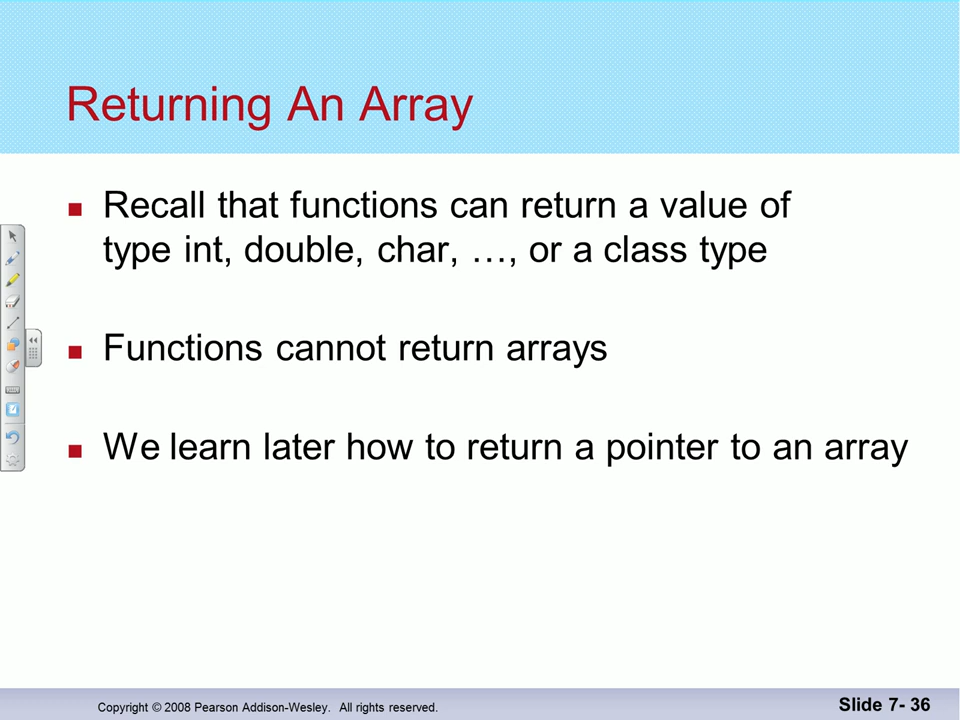 Returning An Array
Recall that functions can return a value of
type int, double, char, …, or a class type
Functions cannot return arrays
We learn later how to return a pointer to an array
Copyright © 2008 Pearson Addison-Wesley. All rights reserved.
Slide 7- 36